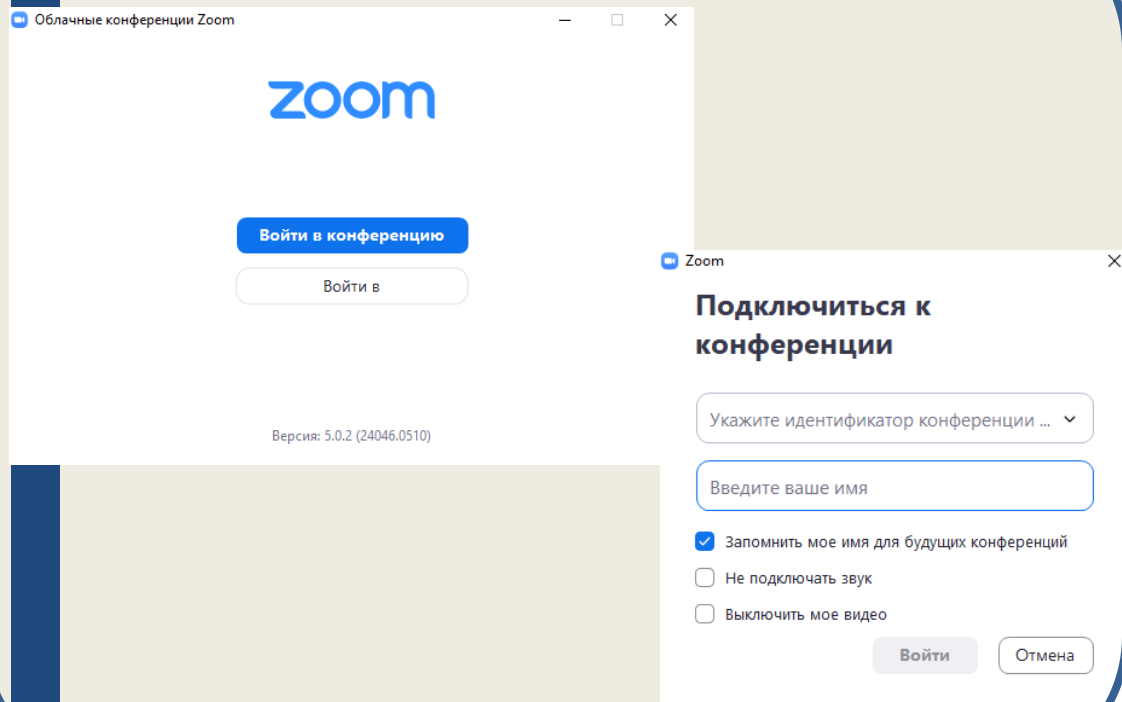 Облачные конференции Zoom
zoom
Войти в конференцию
Войти в
Версия: 5.0.2 (24046.0510)
Zoom
Подключиться к
конференции
Укажите идентификатор конференции ...
Введите ваше имя
Запомнить мое имя для будущих конференций
Не подключать звук
Выключить мое видео
Войти
Отмена